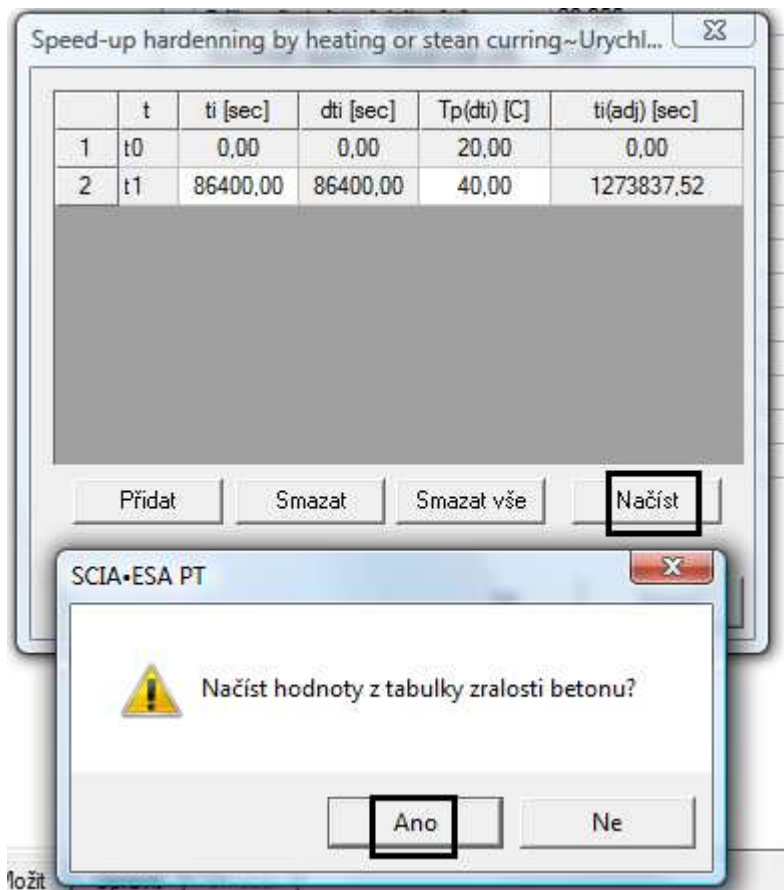 Speed-up hardenning by heating or stean curring~Urychl...
t ti [sec] dti [sec] Tp(dti) [C] ti(adj) [sec]
1 t0 0,00 0,00 20,00 0,00
2 t1 86400,00 86400,00 40,00 1273837,52
Přidat Smazat Smazat vše Načíst
SCIA•ESA PT
Načíst hodnoty z tabulky zralosti betonu?
Ano Ne